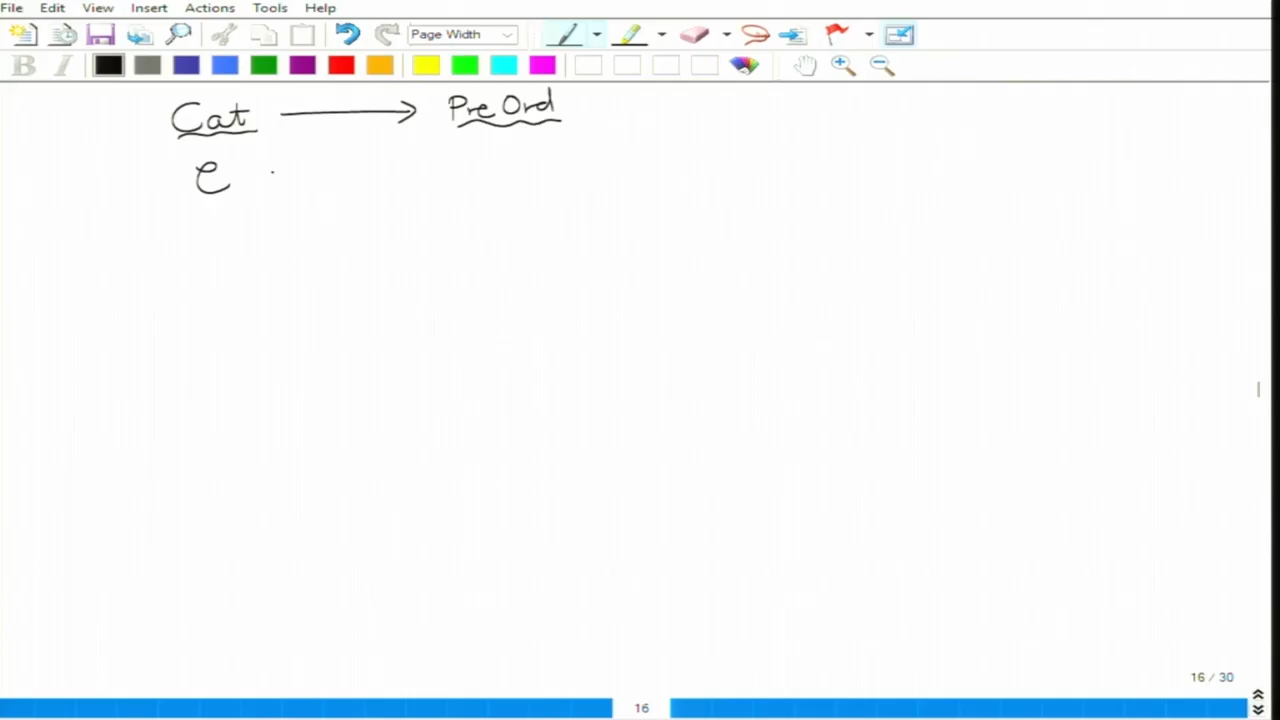 File Edit View Insert Actions Tools Help
Page Width
B I
Cat → PreOrd
C
16 / 30
16